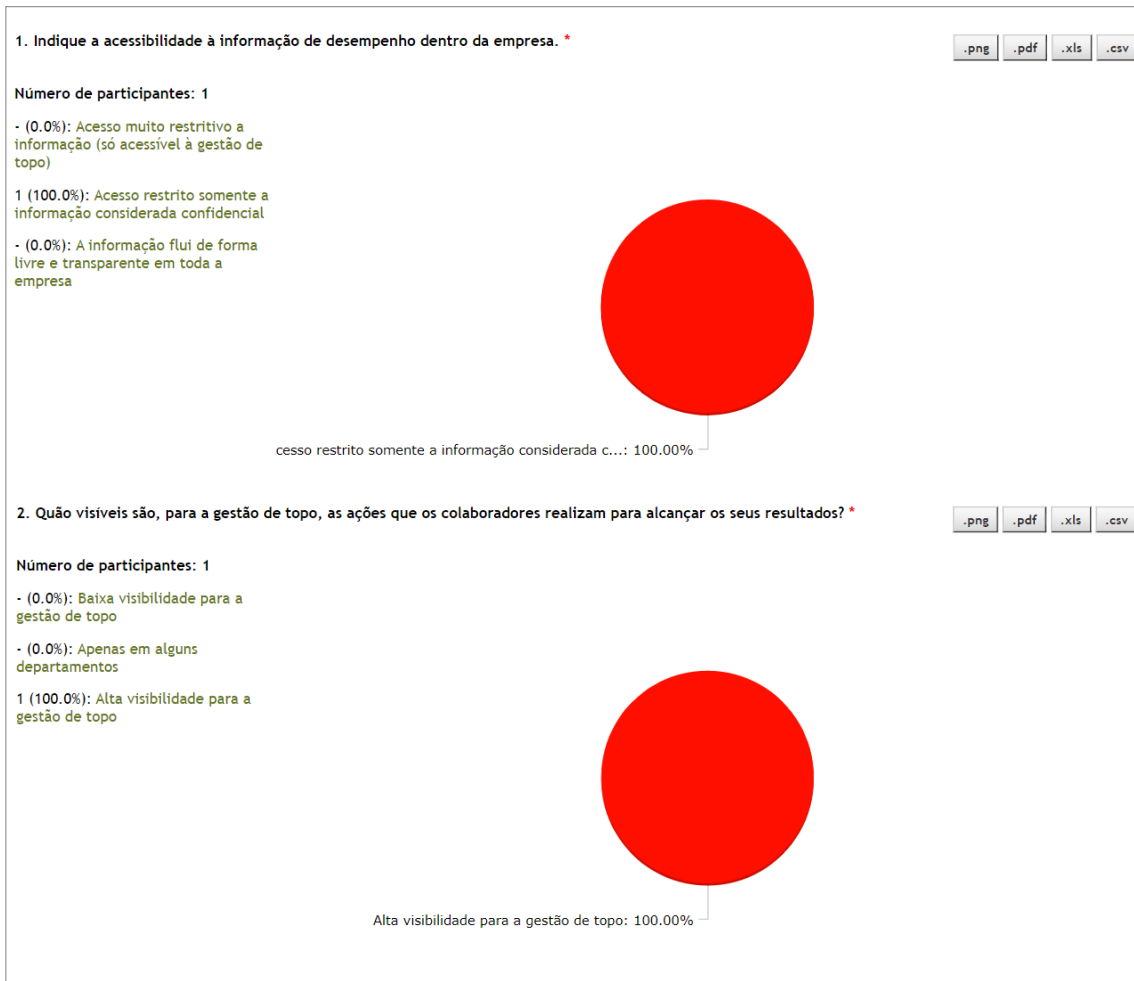 1. Indique a acessibilidade à informação de desempenho dentro da empresa. *
.png .pdf .xls .csv
Número de participantes: 1
- (0.0%): Acesso muito restritivo a
informação (só acessível à gestão de
topo)
1 (100.0%): Acesso restrito somente a
informação considerada confidencial
- (0.0%): A informação flui de forma
livre e transparente em toda a
empresa
cesso restrito somente a informação considerada c...: 100.00%
2. Quão visíveis são, para a gestão de topo, as ações que os colaboradores realizam para alcançar os seus resultados? *
.png .pdf .xls .csv
Número de participantes: 1
- (0.0%): Baixa visibilidade para a
gestão de topo
- (0.0%): Apenas em alguns
departamentos
1 (100.0%): Alta visibilidade para a
gestão de topo
Alta visibilidade para a gestão de topo: 100.00%